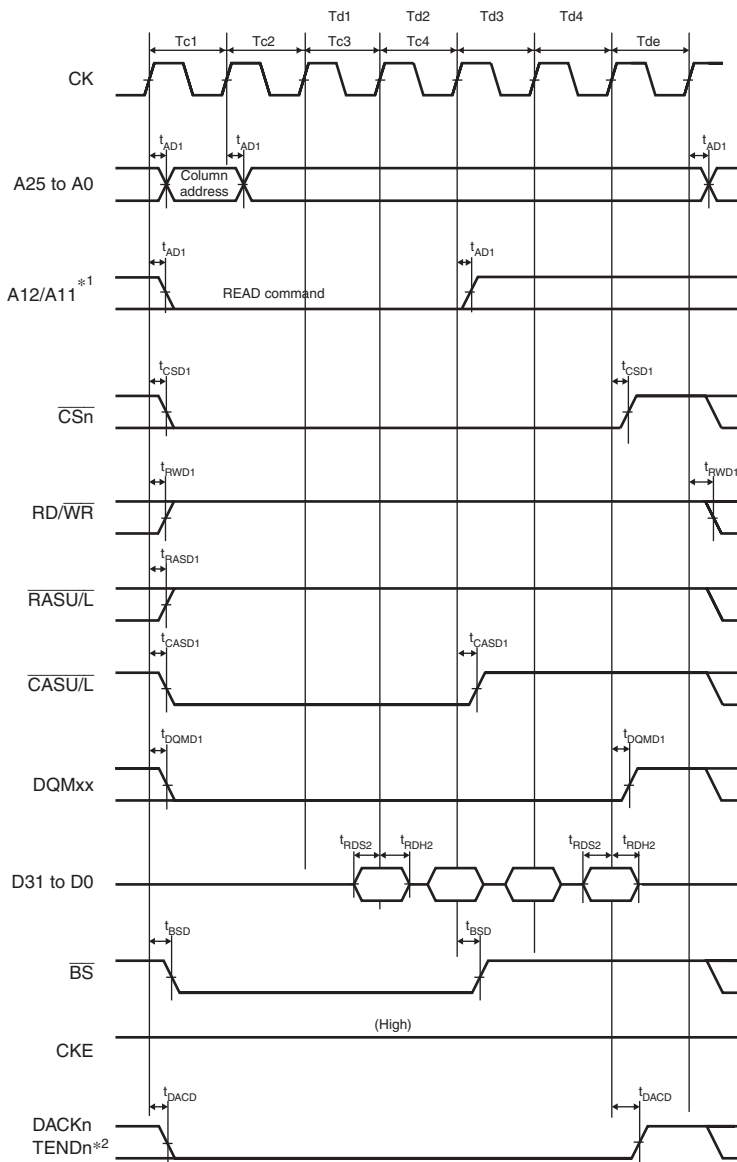 Td1 Td2 Td3 Td4
Tc1 Tc2 Tc3 Tc4 Tde
CK
tAD1 tAD1 tAD1
A25 to A0
Column
address
tAD1 tAD1
A12/A11*1
READ command
tCSD1 tCSD1
CSn
tRWD1 tRWD1
RD/WR
tRASD1
RASU/L
tCASD1 tCASD1
CASU/L
tDQMD1 tDQMD1
DQMxx
tRDS2 tRDH2 tRDS2 tRDH2
D31 to D0
tBSD tBSD
BS
(High)
CKE
tDACD tDACD
DACKn
TENDn*2